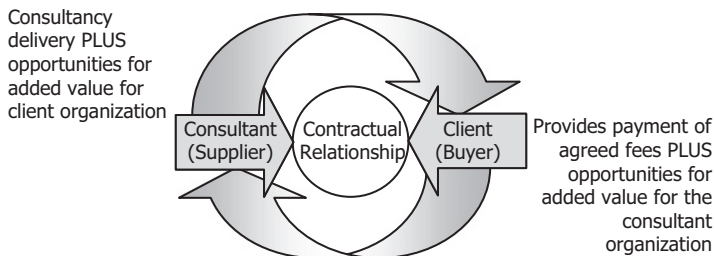 Consultancy
delivery PLUS
opportunities for
added value for
client organization
Consultant
(Supplier)
Contractual
Relationship
Client
(Buyer)
Provides payment of
agreed fees PLUS
opportunities for
added value for the
consultant
organization